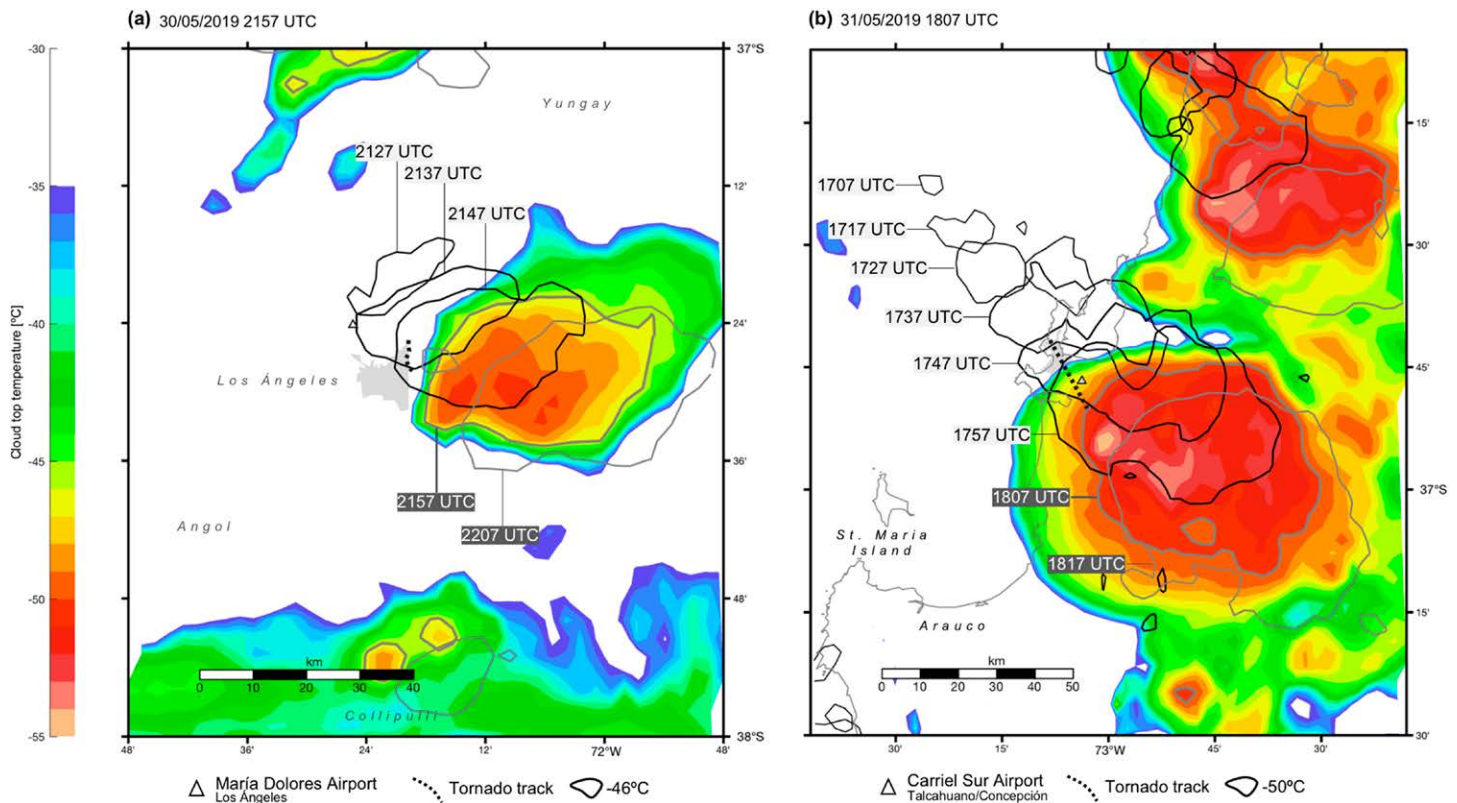 (a) 30/05/2019 2157 UTC
(b) 31/05/2019 1807 UTC
-30
-35
-40
-45
-50
-55
Cloud top temperature [ºC]
37ºS
12'
24'
36'
48'
38ºS
48'
36'
24'
12'
72ºW
48'
Yungay
2127 UTC
2137 UTC
2147 UTC
Los Ángeles
2157 UTC
2207 UTC
Angol
km
0 10 20 30 40
Collipulli
María Dolores Airport
Los Ángeles
Tornado track
-46ºC
15'
30'
45'
37ºS
15'
30'
30'
15'
73ºW
45'
30'
1707 UTC
1717 UTC
1727 UTC
1737 UTC
1747 UTC
1757 UTC
1807 UTC
1817 UTC
St. Maria
Island
Arauco
km
0 10 20 30 40 50
Carriel Sur Airport
Talcahuano/Concepción
Tornado track
-50ºC